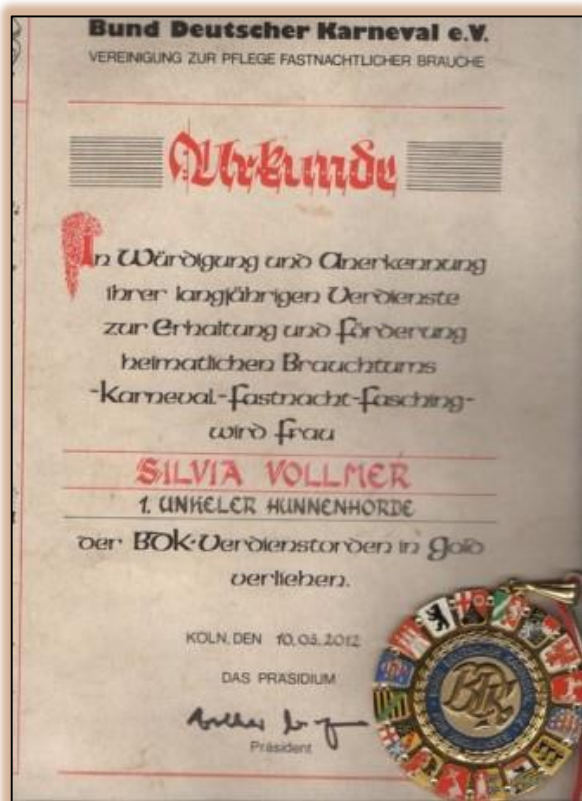 Bund Deutscher Karneval e.V.
VEREINIGUNG ZUR PFLEGE FASTNACHTLICHER BRAUCHE
Urkunde
In Würdigung und Anerkennung
ihrer langjährigen Verdienste
zur Erhaltung und Förderung
heimatlichen Brauchtums
-Karneval-Fastnacht-Fasching-
wird Frau
SILVIA VOLLMER
1. UNKELER HUNNENHORDE
der BDK-Verdienstorden in Gold
verliehen.
KÖLN, DEN 10.03.2012
DAS PRÄSIDIUM
Präsident
BDK